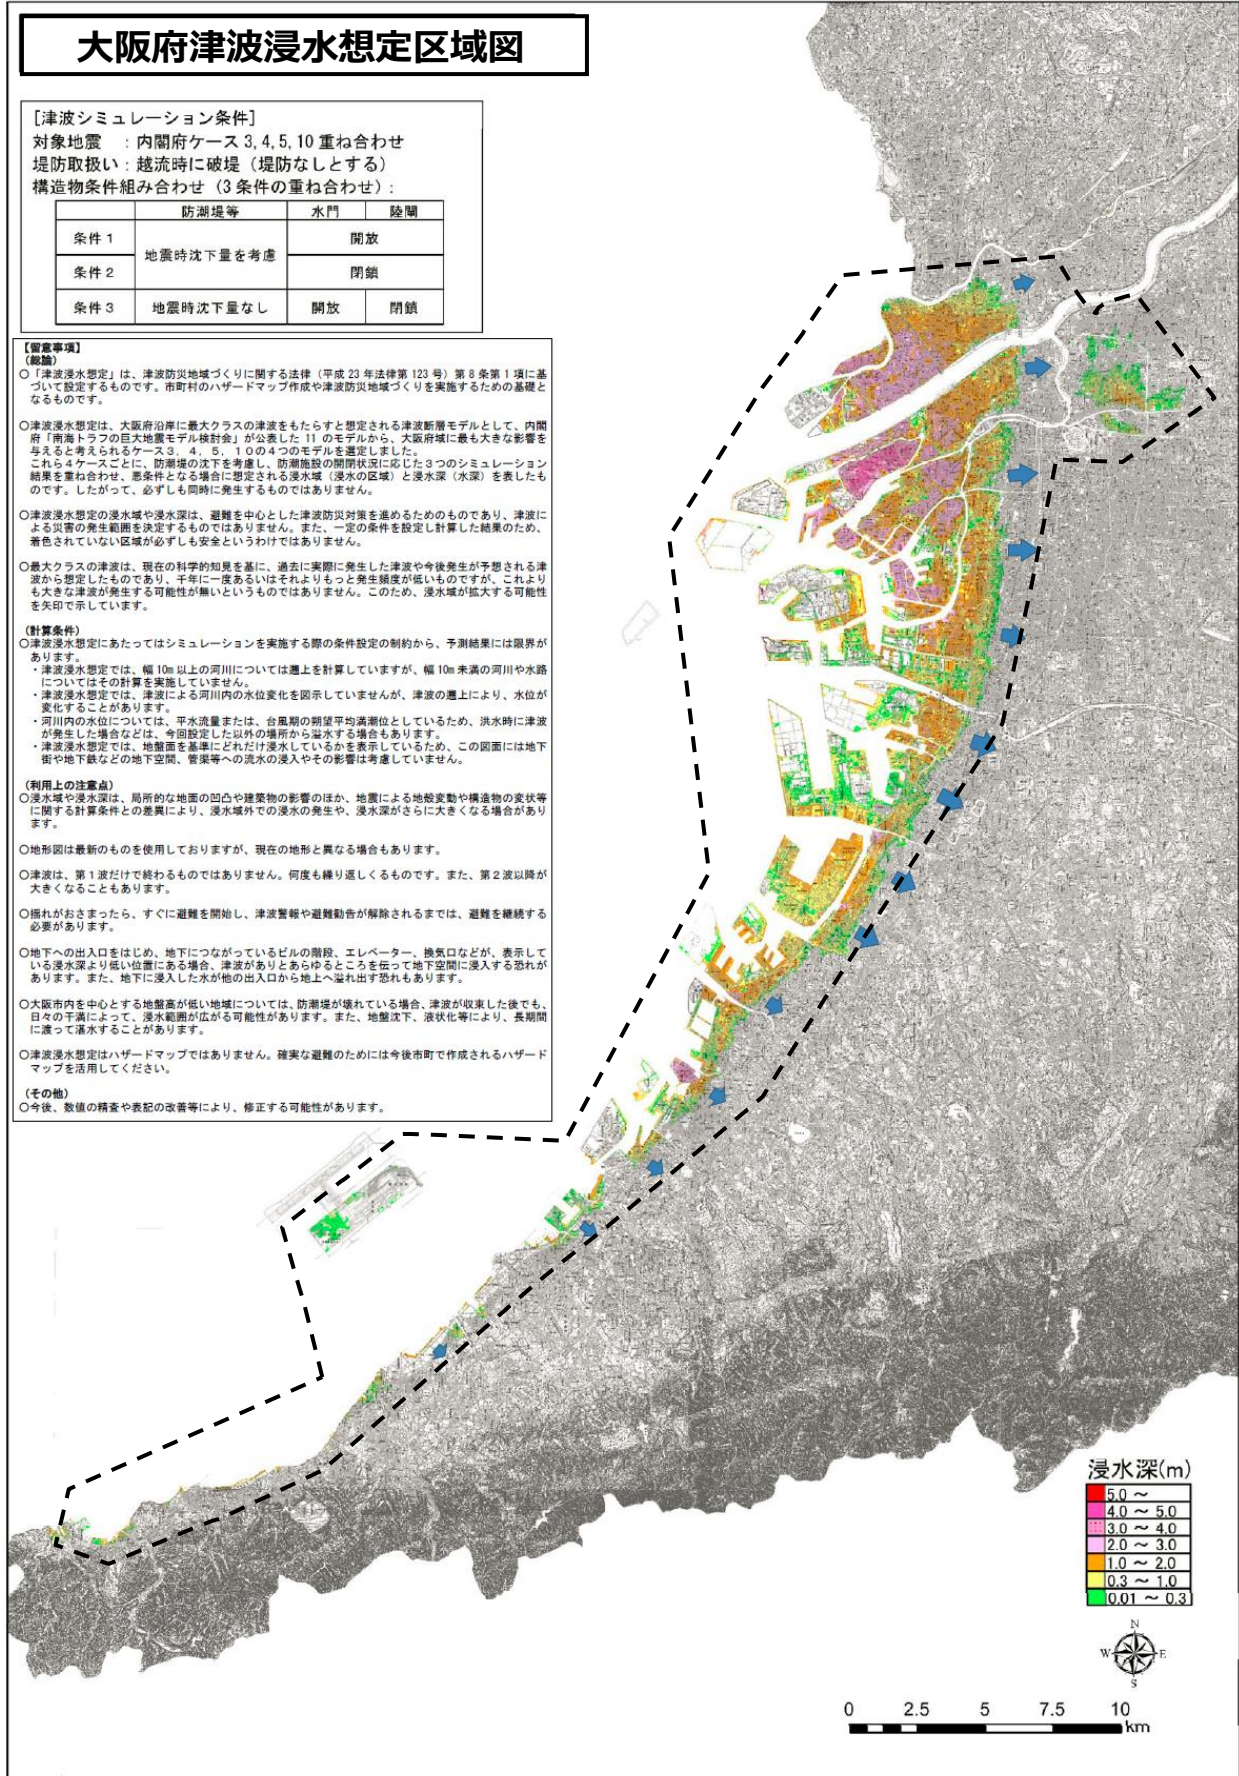 大阪府津波浸水想定区域図
[津波シミュレーション条件]
対象地震　：内閣府ケース3,4,5,10重ね合わせ
堤防取扱い：越流時に破堤（堤防なしとする）
構造物条件組み合わせ（3条件の重ね合わせ）：
防潮堤等 水門 陸閘
条件1 地震時沈下量を考慮 開放
条件2 閉鎖
条件3 地震時沈下量なし 開放 閉鎖
【留意事項】
（総論）
○「津波浸水想定」は、津波防災地域づくりに関する法律（平成23年法律第123号）第8条第1項に基
づいて設定するものです。市町村のハザードマップ作成や津波防災地域づくりを実施するための基礎と
なるものです。
○津波浸水想定は、大阪府沿岸に最大クラスの津波をもたらすと想定される津波断層モデルとして、内閣
府「南海トラフの巨大地震モデル検討会」が公表した11のモデルから、大阪府域に最も大きな影響を
与えると考えられるケース3、4、5、10の4つのモデルを選定しました。
これら4ケースごとに、防潮堤の沈下を考慮し、防潮施設の開閉状況に応じた3つのシミュレーション
結果を重ね合わせ、悪条件となる場合に想定される浸水域（浸水の区域）と浸水深（水深）を表したも
のです。したがって、必ずしも同時に発生するものではありません。
○津波浸水想定の浸水域や浸水深は、避難を中心とした津波防災対策を進めるためのものであり、津波に
よる災害の発生範囲を決定するものではありません。また、一定の条件を設定し計算した結果のため、
着色されていない区域が必ずしも安全というわけではありません。
○最大クラスの津波は、現在の科学的知見を基に、過去に実際に発生した津波や今後発生が予想される津
波から想定したものであり、千年に一度あるいはそれよりもっと発生頻度が低いものですが、これより
も大きな津波が発生する可能性が無いというものではありません。このため、浸水域が拡大する可能性
を矢印で示しています。
（計算条件）
○津波浸水想定にあたってはシミュレーションを実施する際の条件設定の制約から、予測結果には限界が
あります。
・津波浸水想定では、幅10m以上の河川については遡上を計算していますが、幅10m未満の河川や水路
についてはその計算を実施していません。
・津波浸水想定では、津波による河川内の水位変化を図示していませんが、津波の遡上により、水位が
変化することがあります。
・河川内の水位については、平水流量または、台風期の朔望平均満潮位としているため、洪水時に津波
が発生した場合などは、今回設定した以外の場所から溢水する場合もあります。
・津波浸水想定では、地盤面を基準にどれだけ浸水しているかを表示しているため、この図面には地下
街や地下鉄などの地下空間、管渠等への流水の浸入やその影響は考慮していません。
（利用上の注意点）
○浸水域や浸水深は、局所的な地面の凹凸や建築物の影響のほか、地震による地殻変動や構造物の変状等
に関する計算条件との差異により、浸水域外での浸水の発生や、浸水深がさらに大きくなる場合があり
ます。
○地形図は最新のものを使用しておりますが、現在の地形と異なる場合もあります。
○津波は、第1波だけで終わるものではありません。何度も繰り返しくるものです。また、第2波以降が
大きくなることもあります。
○揺れがおさまったら、すぐに避難を開始し、津波警報や避難勧告が解除されるまでは、避難を継続する
必要があります。
○地下への出入口をはじめ、地下につながっているビルの階段、エレベーター、換気口などが、表示して
いる浸水深より低い位置にある場合、津波がありとあらゆるところを伝って地下空間に浸入する恐れが
あります。また、地下に浸入した水が他の出入口から地上へ溢れ出す恐れもあります。
○大阪市内を中心とする地盤高が低い地域については、防潮堤が壊れている場合、津波が収束した後でも、
日々の干満によって、浸水範囲が広がる可能性があります。また、地盤沈下、液状化等により、長期間
に渡って湛水することがあります。
○津波浸水想定はハザードマップではありません。確実な避難のためには今後市町で作成されるハザード
マップを活用してください。
（その他）
○今後、数値の精査や表記の改善等により、修正する可能性があります。
浸水深(m)
5.0 ～
4.0 ～ 5.0
3.0 ～ 4.0
2.0 ～ 3.0
1.0 ～ 2.0
0.3 ～ 1.0
0.01 ～ 0.3
N
W E
S
0 2.5 5 7.5 10
km